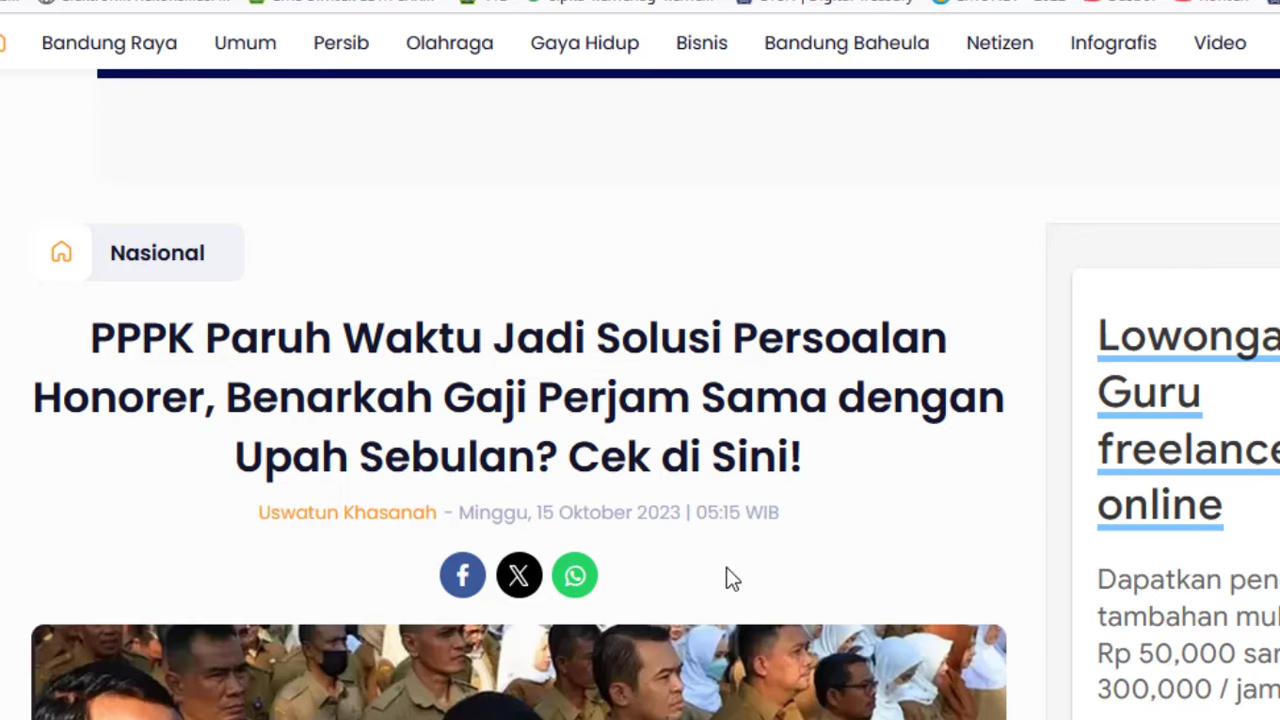 Bandung Raya Umum Persib Olahraga Gaya Hidup Bisnis Bandung Baheula Netizen Infografis Video
Nasional
PPPK Paruh Waktu Jadi Solusi Persoalan
Honorer, Benarkah Gaji Perjam Sama dengan
Upah Sebulan? Cek di Sini!
Uswatun Khasanah - Minggu, 15 Oktober 2023 | 05:15 WIB
Lowonga
Guru
freelance
online
Dapatkan pen
tambahan mul
Rp 50,000 sam
300,000 / jam